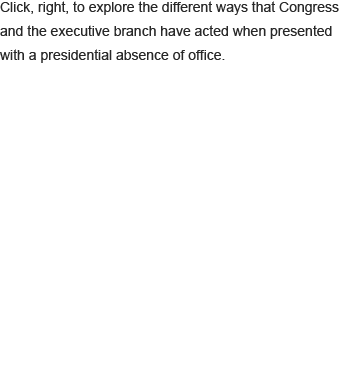 Click, right, to explore the different ways that Congress
and the executive branch have acted when presented
with a presidential absence of office.